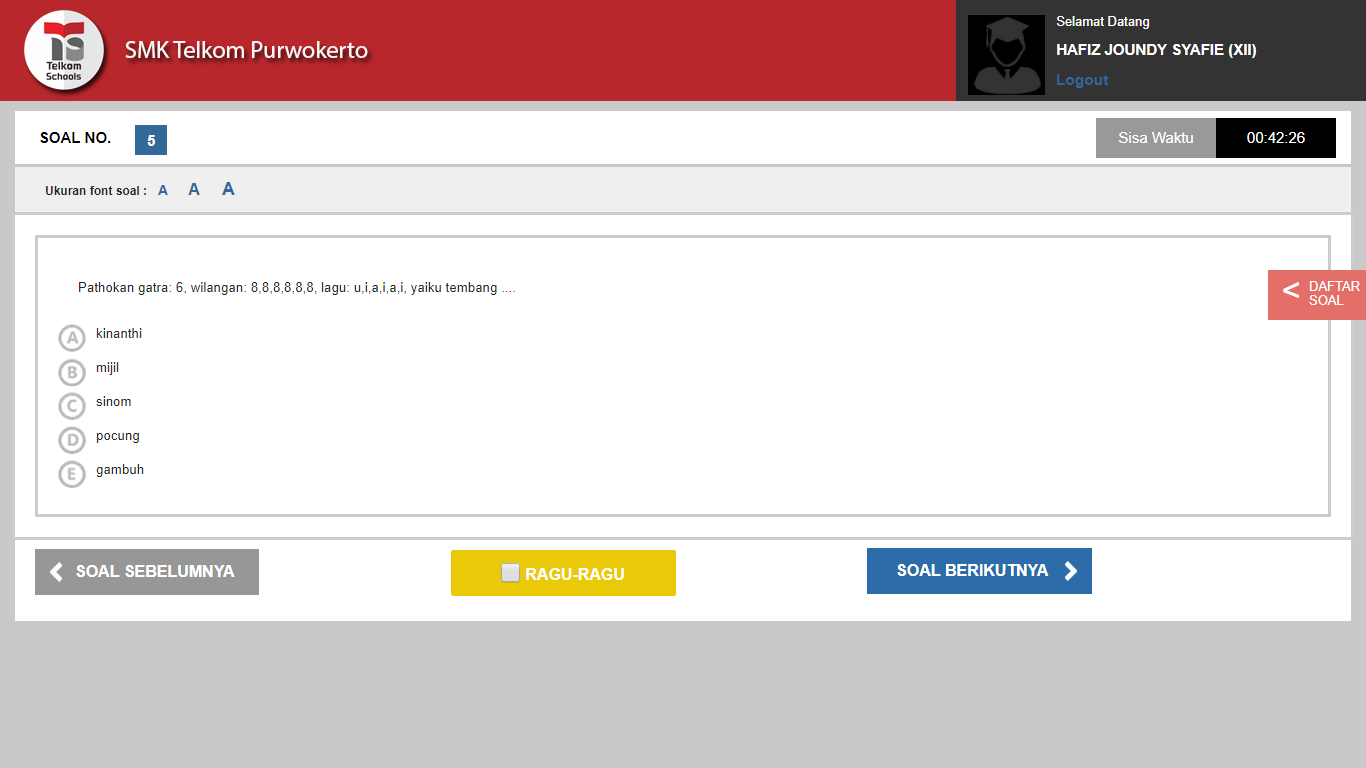 Telkom
Schools
SMK Telkom Purwokerto
Selamat Datang
HAFIZ JOUNDY SYAFIE (XII)
Logout
SOAL NO. 5
Sisa Waktu 00:42:26
Ukuran font soal : A A A
Pathokan gatra: 6, wilangan: 8,8,8,8,8,8, lagu: u,i,a,i,a,i, yaiku tembang ....
A kinanthi
B mijil
C sinom
D pocung
E gambuh
< DAFTAR
SOAL
SOAL SEBELUMNYA
RAGU-RAGU
SOAL BERIKUTNYA